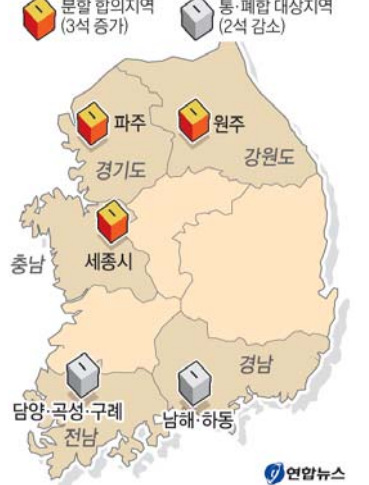 분할 합의지역
(3석 증가)
통·폐합 대상지역
(2석 감소)
파주
원주
경기도
강원도
충남
세종시
경남
담양·곡성·구례
전남
남해·하동
연합뉴스